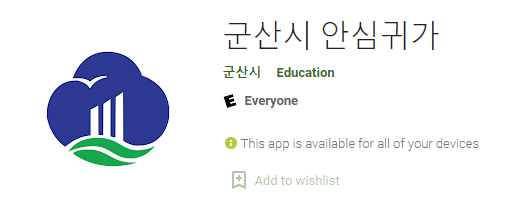 군산시 안심귀가
군산시 Education
E Everyone
This app is available for all of your devices
Add to wishlist